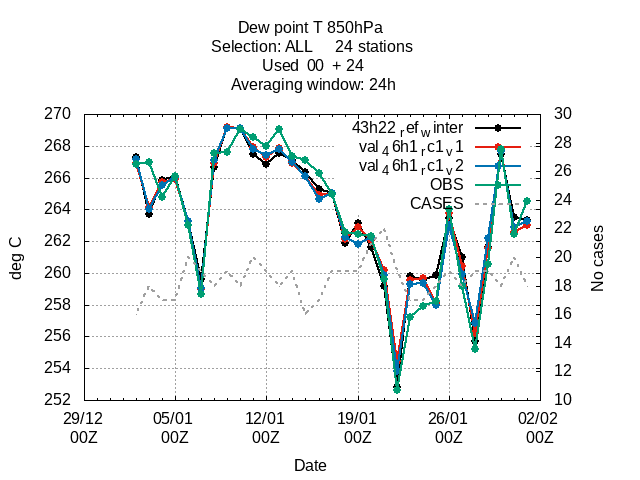 Dew point T 850hPa
Selection: ALL     24 stations
Used  00  + 24
Averaging window: 24h
270
268
266
264
262
260
258
256
254
252
deg C
30
28
26
24
22
20
18
16
14
12
10
No cases
43h22_ref_winter
val_46h1_rc1_v1
val_46h1_rc1_v2
OBS
CASES
29/12 05/01 12/01 19/01 26/01 02/02
00Z 00Z 00Z 00Z 00Z 00Z
Date